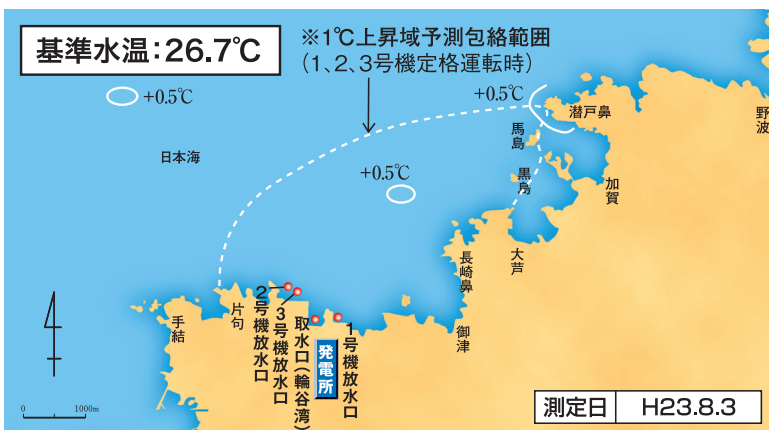 基準水温:26.7℃
※1℃上昇域予測包絡範囲
(1、2、3号機定格運転時)
+0.5℃
+0.5℃
潜戸鼻
野波
馬島
日本海
+0.5℃
黒島
加賀
大芦
長崎鼻
御津
手結
片句
2号機放水口
3号機放水口
取水口(輪谷湾)
発電所
1号機放水口
0 1000m
測定日 H23.8.3